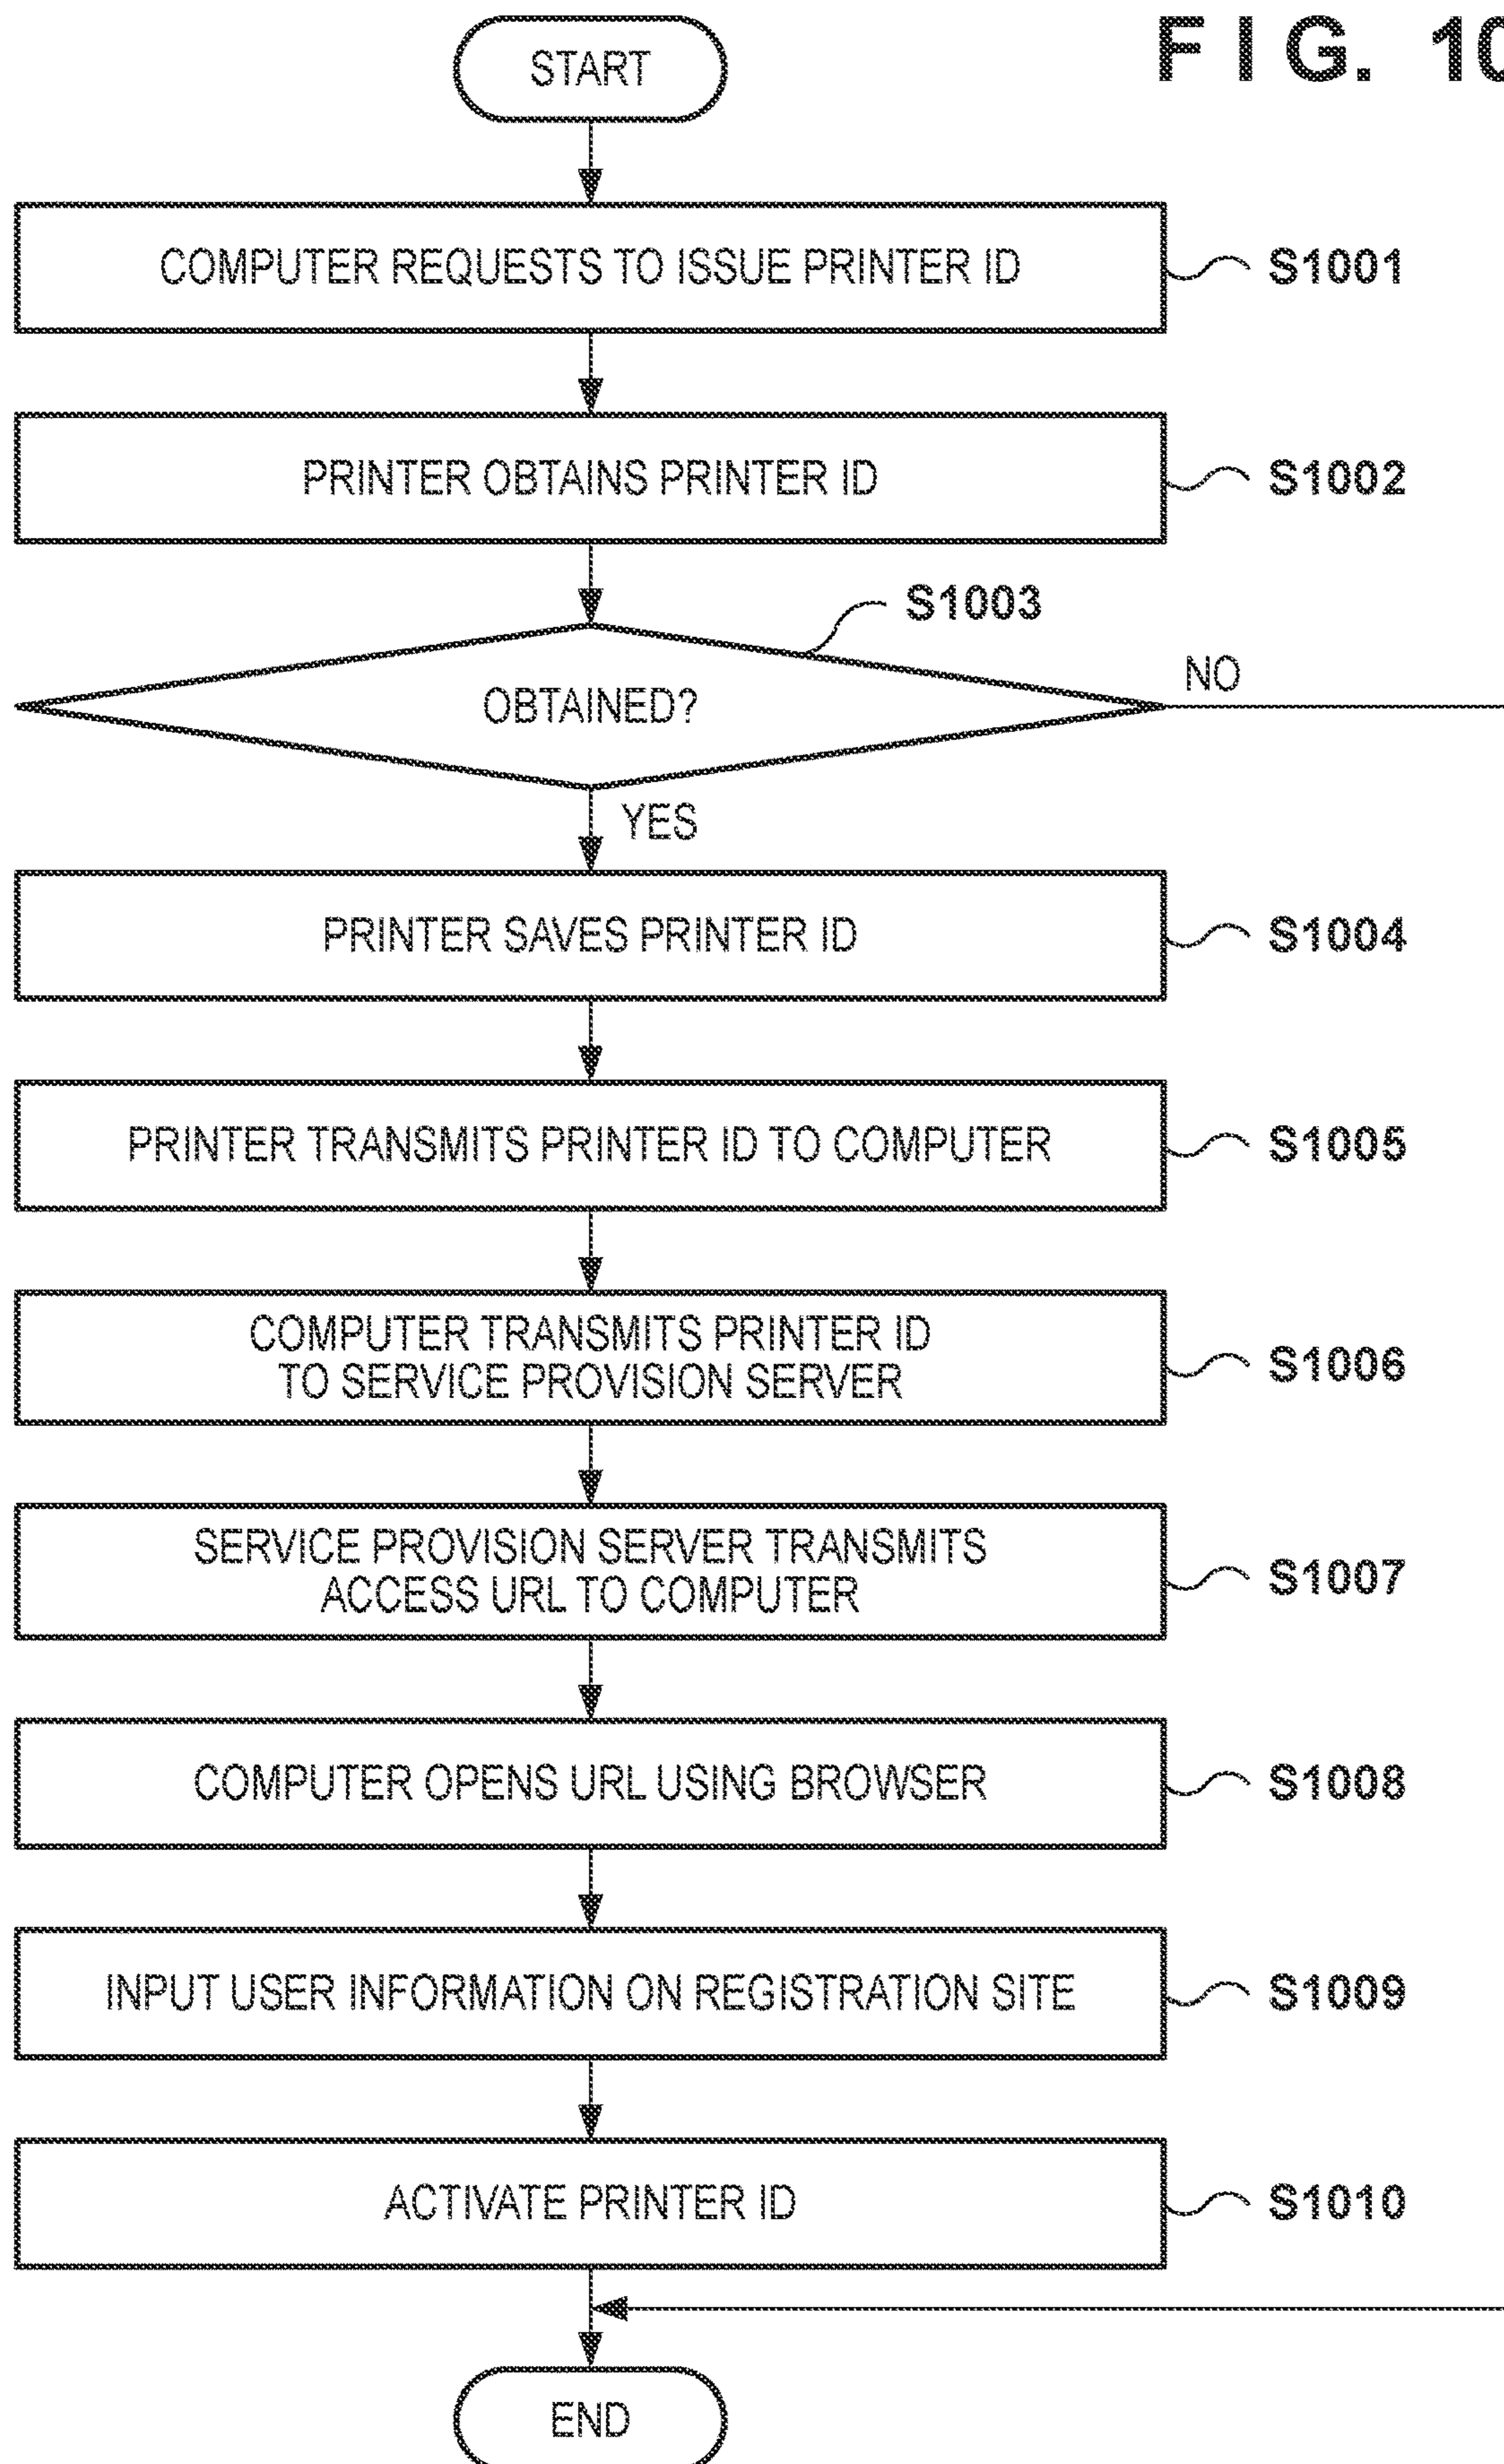 FIG. 10
START
COMPUTER REQUESTS TO ISSUE PRINTER ID
S1001
PRINTER OBTAINS PRINTER ID
S1002
S1003
OBTAINED?
NO
YES
PRINTER SAVES PRINTER ID
S1004
PRINTER TRANSMITS PRINTER ID TO COMPUTER
S1005
COMPUTER TRANSMITS PRINTER ID
TO SERVICE PROVISION SERVER
S1006
SERVICE PROVISION SERVER TRANSMITS
ACCESS URL TO COMPUTER
S1007
COMPUTER OPENS URL USING BROWSER
S1008
INPUT USER INFORMATION ON REGISTRATION SITE
S1009
ACTIVATE PRINTER ID
S1010
END